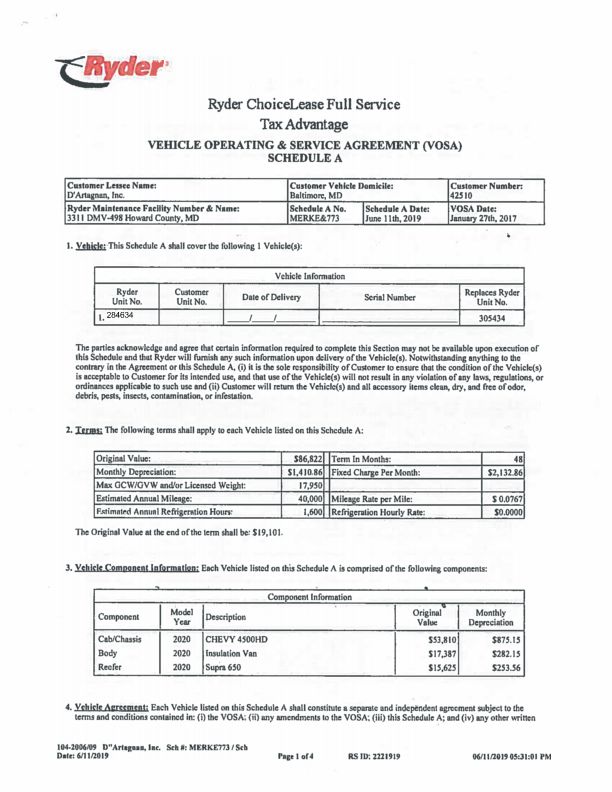 Ryder
Ryder ChoiceLease Full Service
Tax Advantage
VEHICLE OPERATING & SERVICE AGREEMENT (VOSA)
SCHEDULE A
Customer Lessee Name: Customer Vehicle Domicile: Customer Number:
D'Artagnan, Inc. Baltimore, MD 42510
Ryder Maintenance Facility Number & Name: Schedule A No. Schedule A Date: VOSA Date:
3311 DMV-498 Howard County, MD MERKE&773 June 11th, 2019 January 27th, 2017
1. Vehicle: This Schedule A shall cover the following 1 Vehicle(s):
Vehicle Information
Ryder Unit No. Customer Unit No. Date of Delivery Serial Number Replaces Ryder Unit No.
1. 284634 / / 305434
The parties acknowledge and agree that certain information required to complete this Section may not be available upon execution of
this Schedule and that Ryder will furnish any such information upon delivery of the Vehicle(s). Notwithstanding anything to the
contrary in the Agreement or this Schedule A, (i) it is the sole responsibility of Customer to ensure that the condition of the Vehicle(s)
is acceptable to Customer for its intended use, and that use of the Vehicle(s) will not result in any violation of any laws, regulations, or
ordinances applicable to such use and (ii) Customer will return the Vehicle(s) and all accessory items clean, dry, and free of odor,
debris, pests, insects, contamination, or infestation.
2. Terms: The following terms shall apply to each Vehicle listed on this Schedule A:
Original Value: $86,822 Term In Months: 48
Monthly Depreciation: $1,410.86 Fixed Charge Per Month: $2,132.86
Max GCW/GVW and/or Licensed Weight: 17,950
Estimated Annual Mileage: 40,000 Mileage Rate per Mile: $ 0.0767
Estimated Annual Refrigeration Hours: 1,600 Refrigeration Hourly Rate: $0.0000
The Original Value at the end of the term shall be: $19,101.
3. Vehicle Component Information: Each Vehicle listed on this Schedule A is comprised of the following components:
Component Information
Component Model Year Description Original Value Monthly Depreciation
Cab/Chassis 2020 CHEVY 4500HD $53,810 $875.15
Body 2020 Insulation Van $17,387 $282.15
Reefer 2020 Supra 650 $15,625 $253.56
4. Vehicle Agreement: Each Vehicle listed on this Schedule A shall constitute a separate and independent agreement subject to the
terms and conditions contained in: (i) the VOSA; (ii) any amendments to the VOSA; (iii) this Schedule A; and (iv) any other written
104-2006/09 D"Artagnan, Inc. Sch #: MERKE773 / Sch
Date: 6/11/2019 Page 1 of 4 RS ID: 2221919 06/11/2019 05:31:01 PM